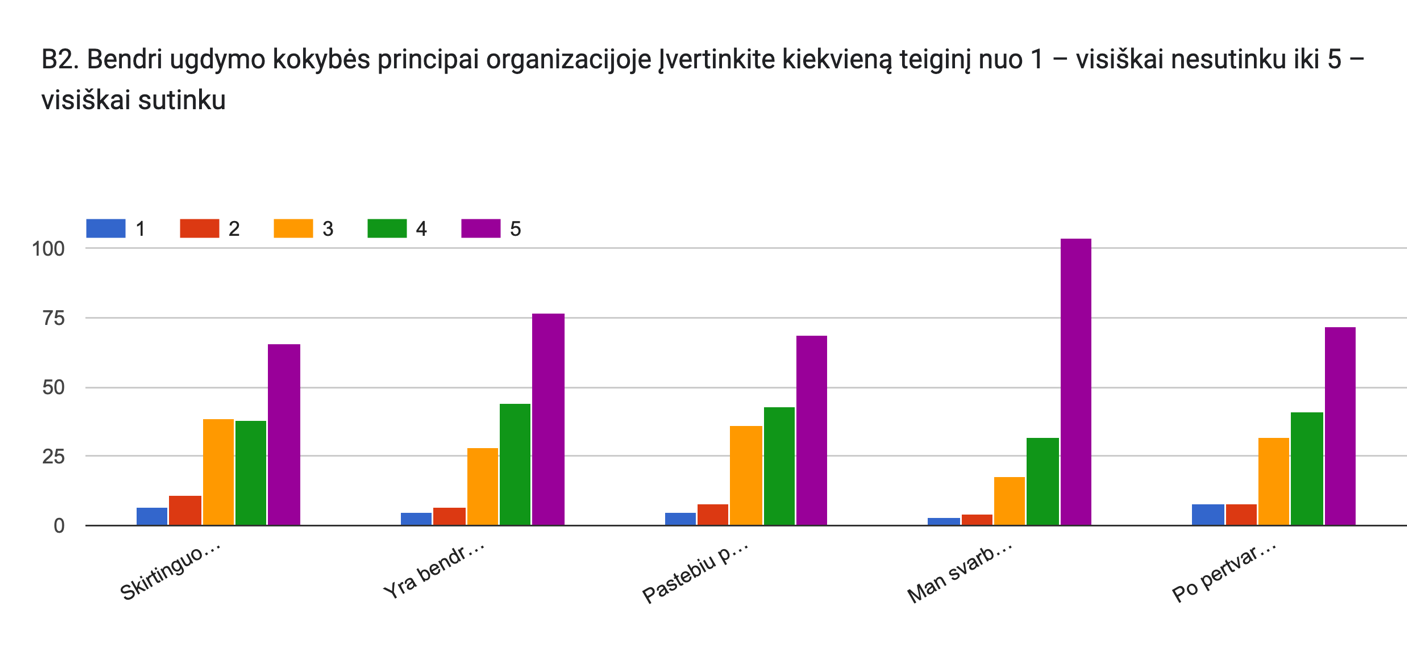 B2. Bendri ugdymo kokybės principai organizacijoje Įvertinkite kiekvieną teiginį nuo 1 – visiškai nesutinku iki 5 –
visiškai sutinku
1 2 3 4 5
100
75
50
25
0
Skirtinguo... Yra bendr... Pastebiu p... Man svarb... Po pertvar...